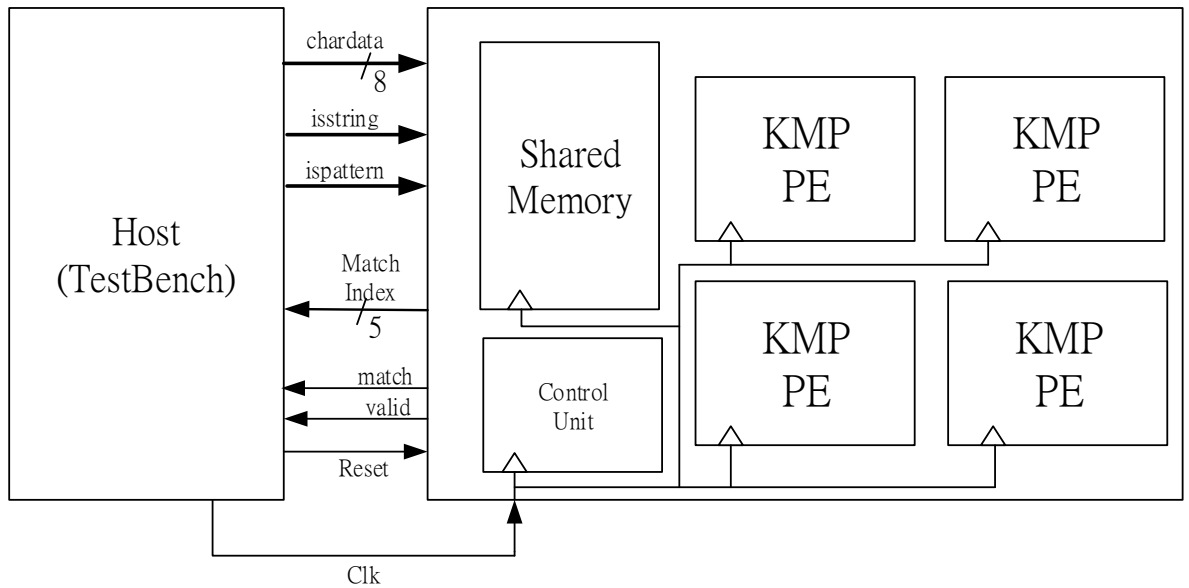 Host
(TestBench)
chardata
8
isstring
ispattern
Match
Index
5
match
valid
Reset
Clk
Shared
Memory
Control
Unit
KMP
PE
KMP
PE
KMP
PE
KMP
PE